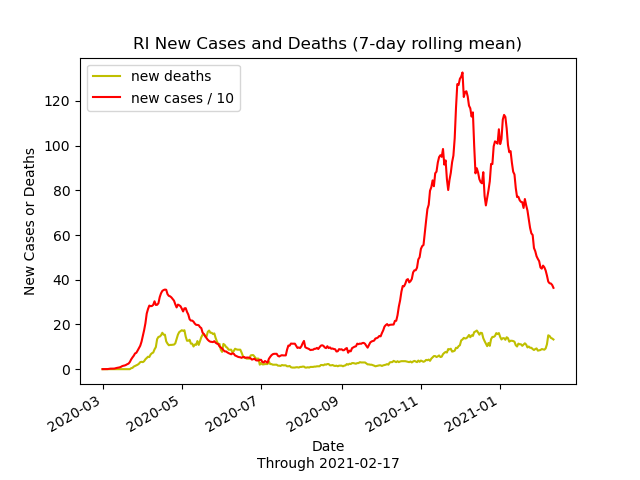 RI New Cases and Deaths (7-day rolling mean)
new deaths
new cases / 10
New Cases or Deaths
120
100
80
60
40
20
0
2020-03
2020-05
2020-07
2020-09
2020-11
2021-01
Date
Through 2021-02-17